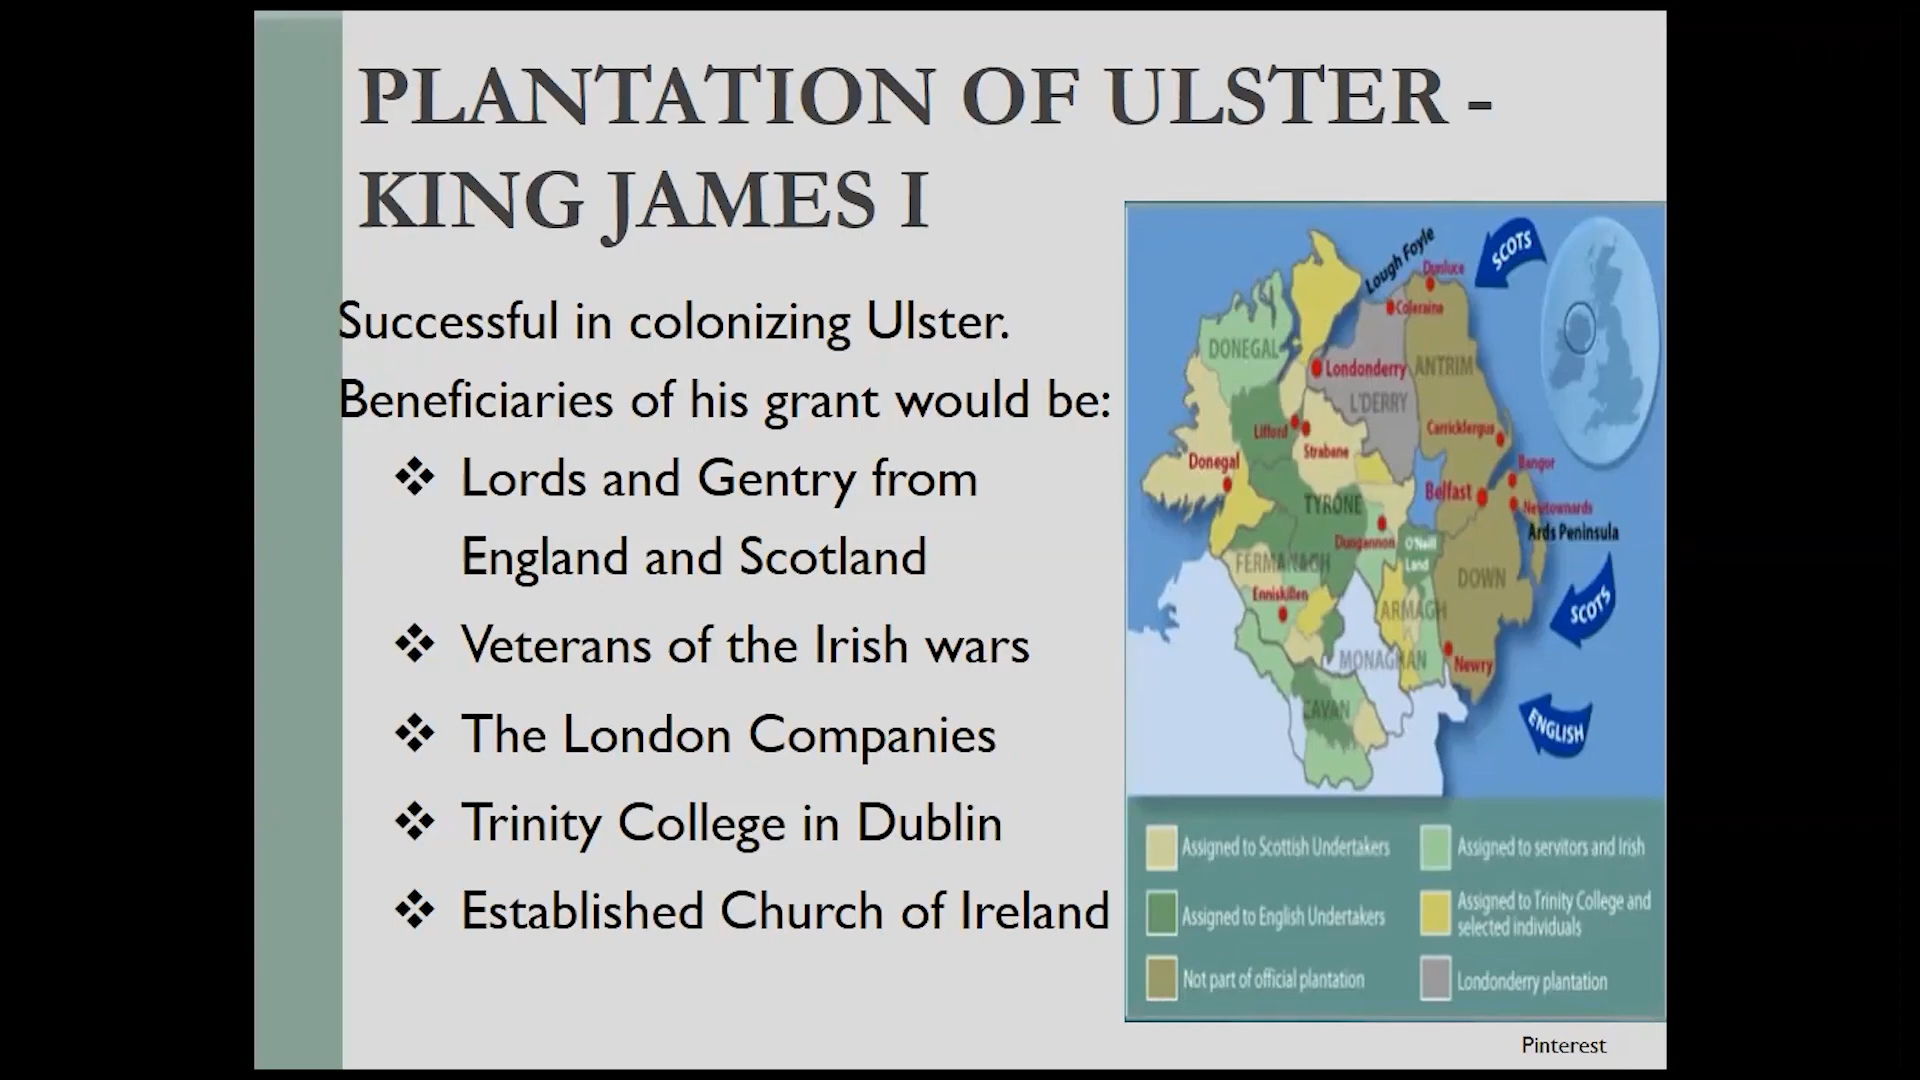 PLANTATION OF ULSTER -
KING JAMES I
Successful in colonizing Ulster.
Beneficiaries of his grant would be:
❖ Lords and Gentry from
England and Scotland
❖ Veterans of the Irish wars
❖ The London Companies
❖ Trinity College in Dublin
❖ Established Church of Ireland
SCOTS
Lough Foyle
Dunluce
Coleraine
DONEGAL
Londonderry
ANTRIM
L'DERRY
Lifford
Carrickfergus
Strabane
Donegal
Bangor
Belfast
TYRONE
Newtownards
Ards Peninsula
Dungannon
O'Neill
Land
FERMANAGH
DOWN
Enniskillen
SCOTS
ARMAGH
MONAGHAN
Newry
CAVAN
ENGLISH
Assigned to Scottish Undertakers
Assigned to English Undertakers
Not part of official plantation
Assigned to servitors and Irish
Assigned to Trinity College and
selected individuals
Londonderry plantation
Pinterest